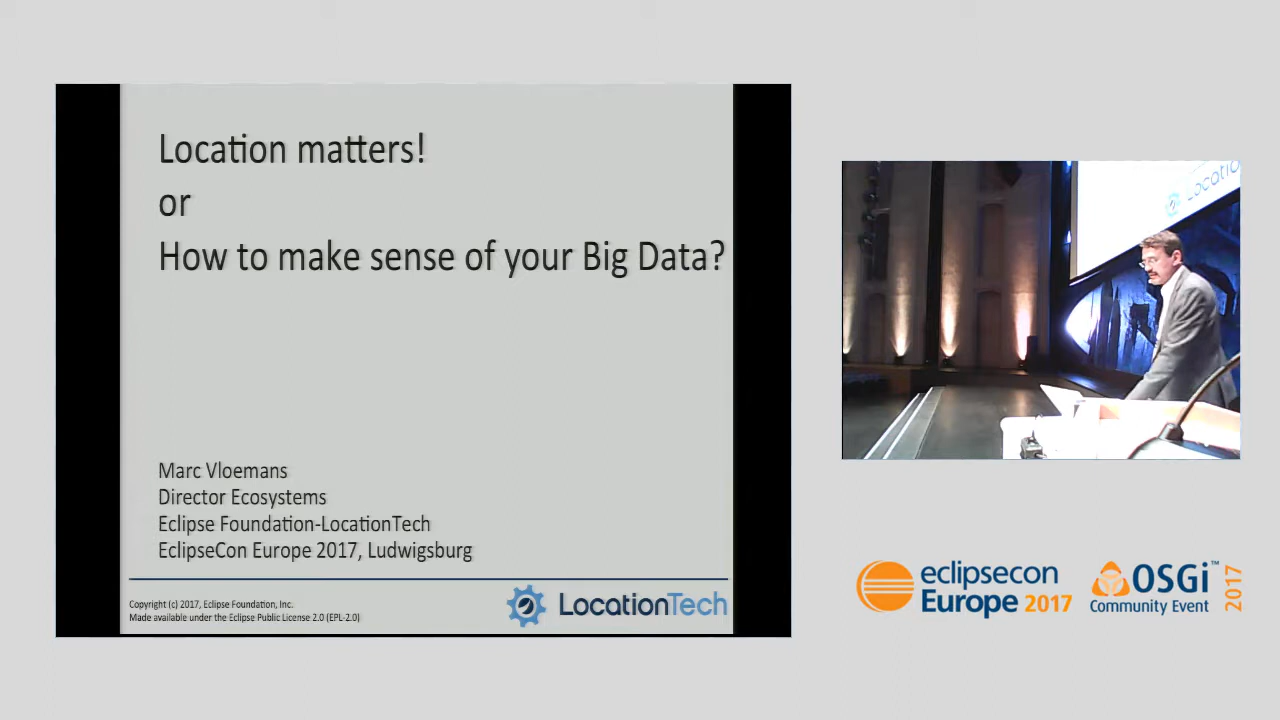 Location matters!
or
How to make sense of your Big Data?
Marc Vloemans
Director Ecosystems
Eclipse Foundation-LocationTech
EclipseCon Europe 2017, Ludwigsburg
Copyright (c) 2017, Eclipse Foundation, Inc.
Made available under the Eclipse Public License 2.0 (EPL-2.0)
LocationTech
Locatio
eclipsecon
Europe 2017
OSGi™
Community Event
2017